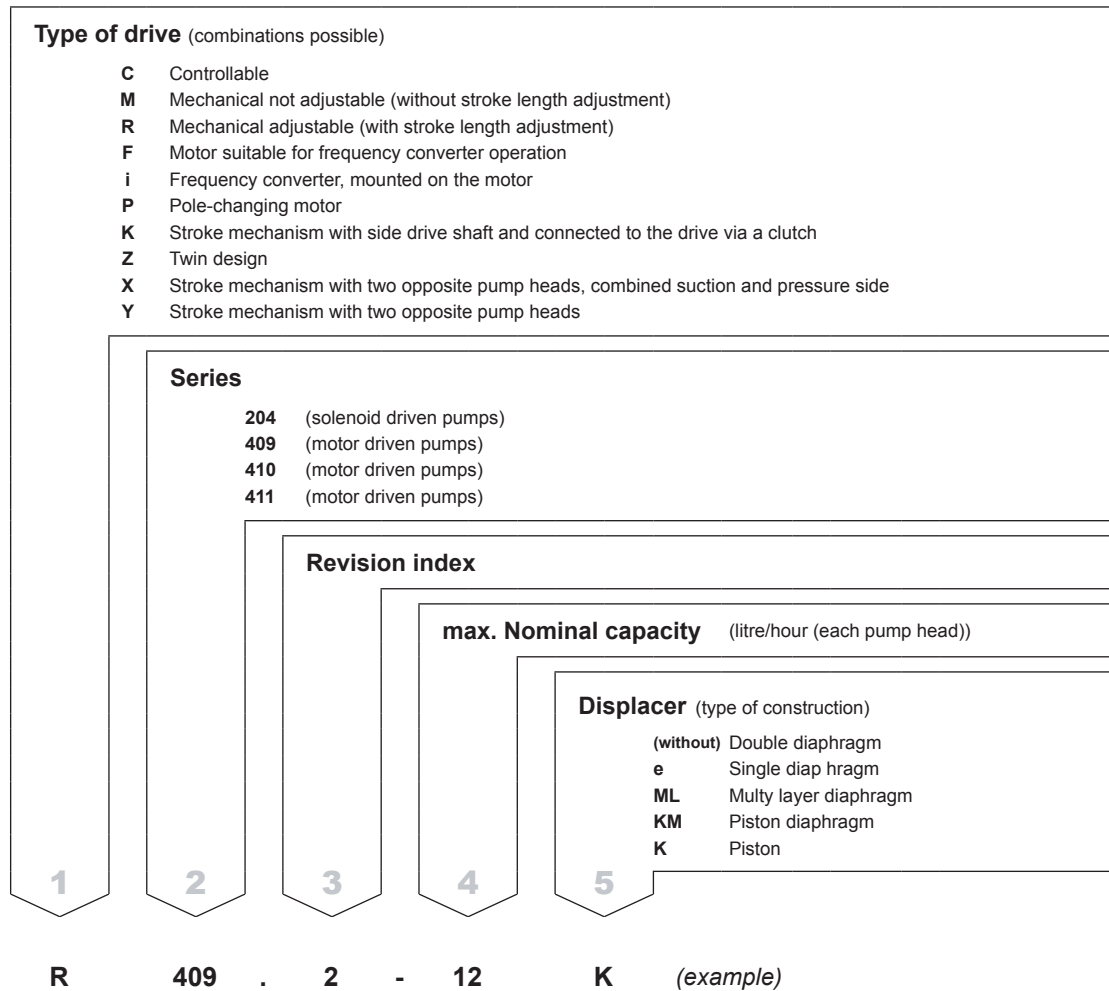 Type of drive (combinations possible)
C Controllable
M Mechanical not adjustable (without stroke length adjustment)
R Mechanical adjustable (with stroke length adjustment)
F Motor suitable for frequency converter operation
i Frequency converter, mounted on the motor
P Pole-changing motor
K Stroke mechanism with side drive shaft and connected to the drive via a clutch
Z Twin design
X Stroke mechanism with two opposite pump heads, combined suction and pressure side
Y Stroke mechanism with two opposite pump heads
Series
204 (solenoid driven pumps)
409 (motor driven pumps)
410 (motor driven pumps)
411 (motor driven pumps)
Revision index
max. Nominal capacity (litre/hour (each pump head))
Displacer (type of construction)
(without) Double diaphragm
e Single diap hragm
ML Multy layer diaphragm
KM Piston diaphragm
K Piston
1 2 3 4 5
R 409 . 2 - 12 K (example)